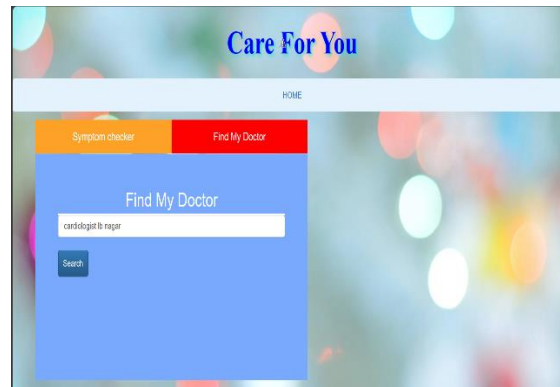 Care For You
HOME
Symptom checker
Find My Doctor
Find My Doctor
cardiologist lb nagar
Search